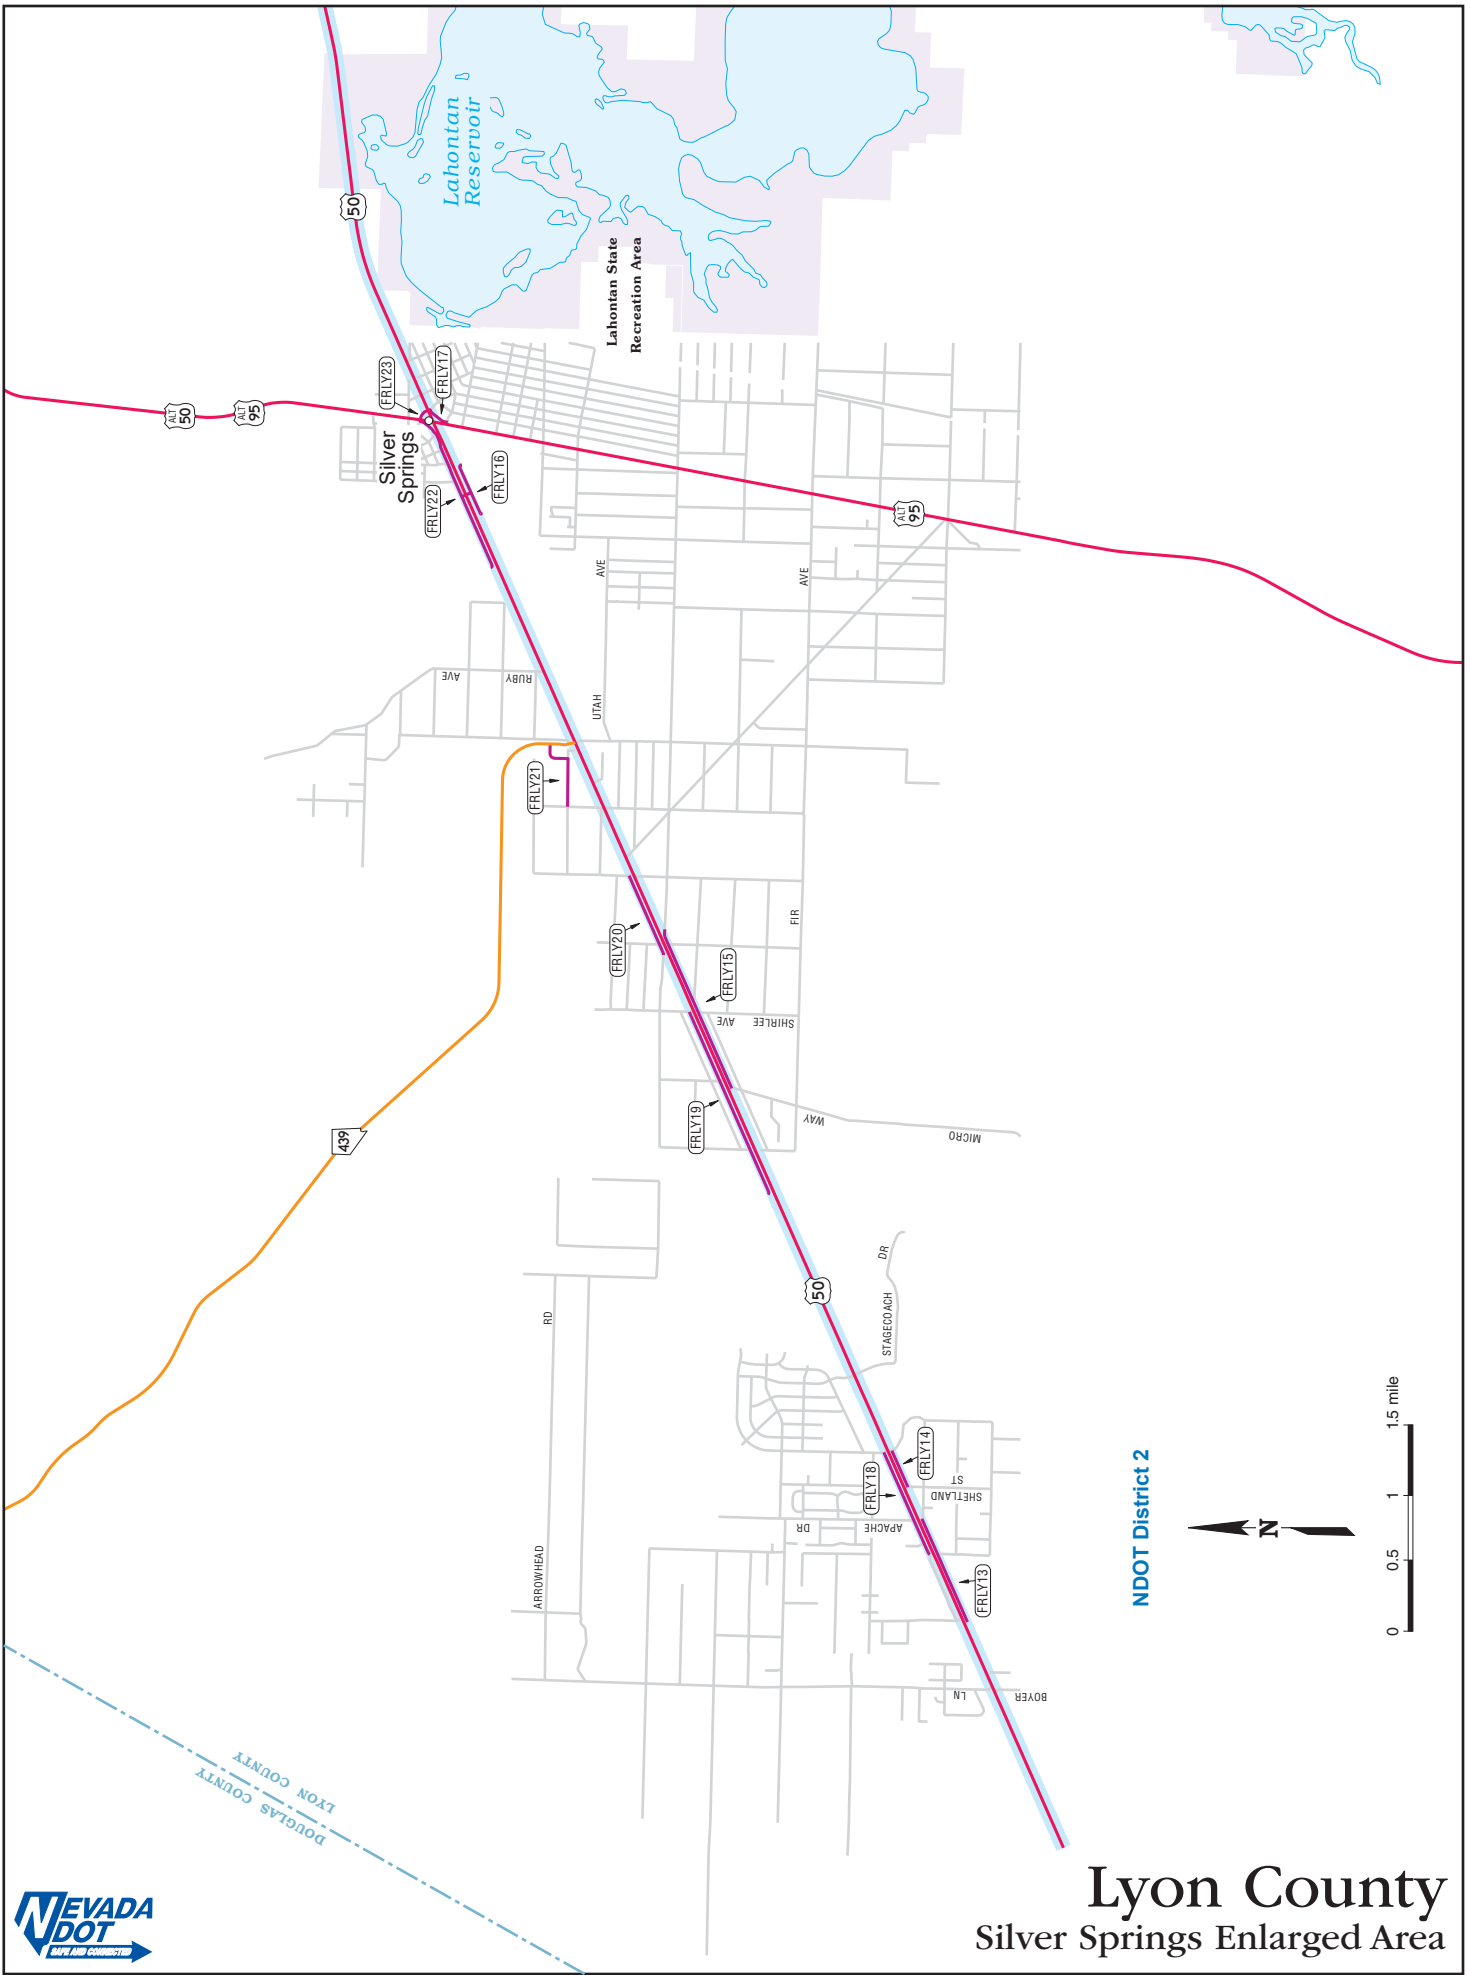 50
Lahontan
Reservoir
Lahontan State
Recreation Area
ALT
50
ALT
95
FRLY23
FRLY17
Silver
Springs
FRLY22
FRLY16
ALT
95
AVE
AVE
AVE
RUBY
UTAH
FRLY21
FRLY20
FIR
FRLY15
AVE
SHIRLEE
FRLY19
WAY
MICRO
439
DR
STAGECOACH
50
RD
ARROWHEAD
FRLY14
FRLY18
ST
SHETLAND
DR
APACHE
FRLY13
LN
BOYER
NDOT District 2
N
0
0.5
1
1.5 mile
LYON COUNTY
DOUGLAS COUNTY
NEVADA
DOT
SAFE AND CONNECTED
Lyon County
Silver Springs Enlarged Area